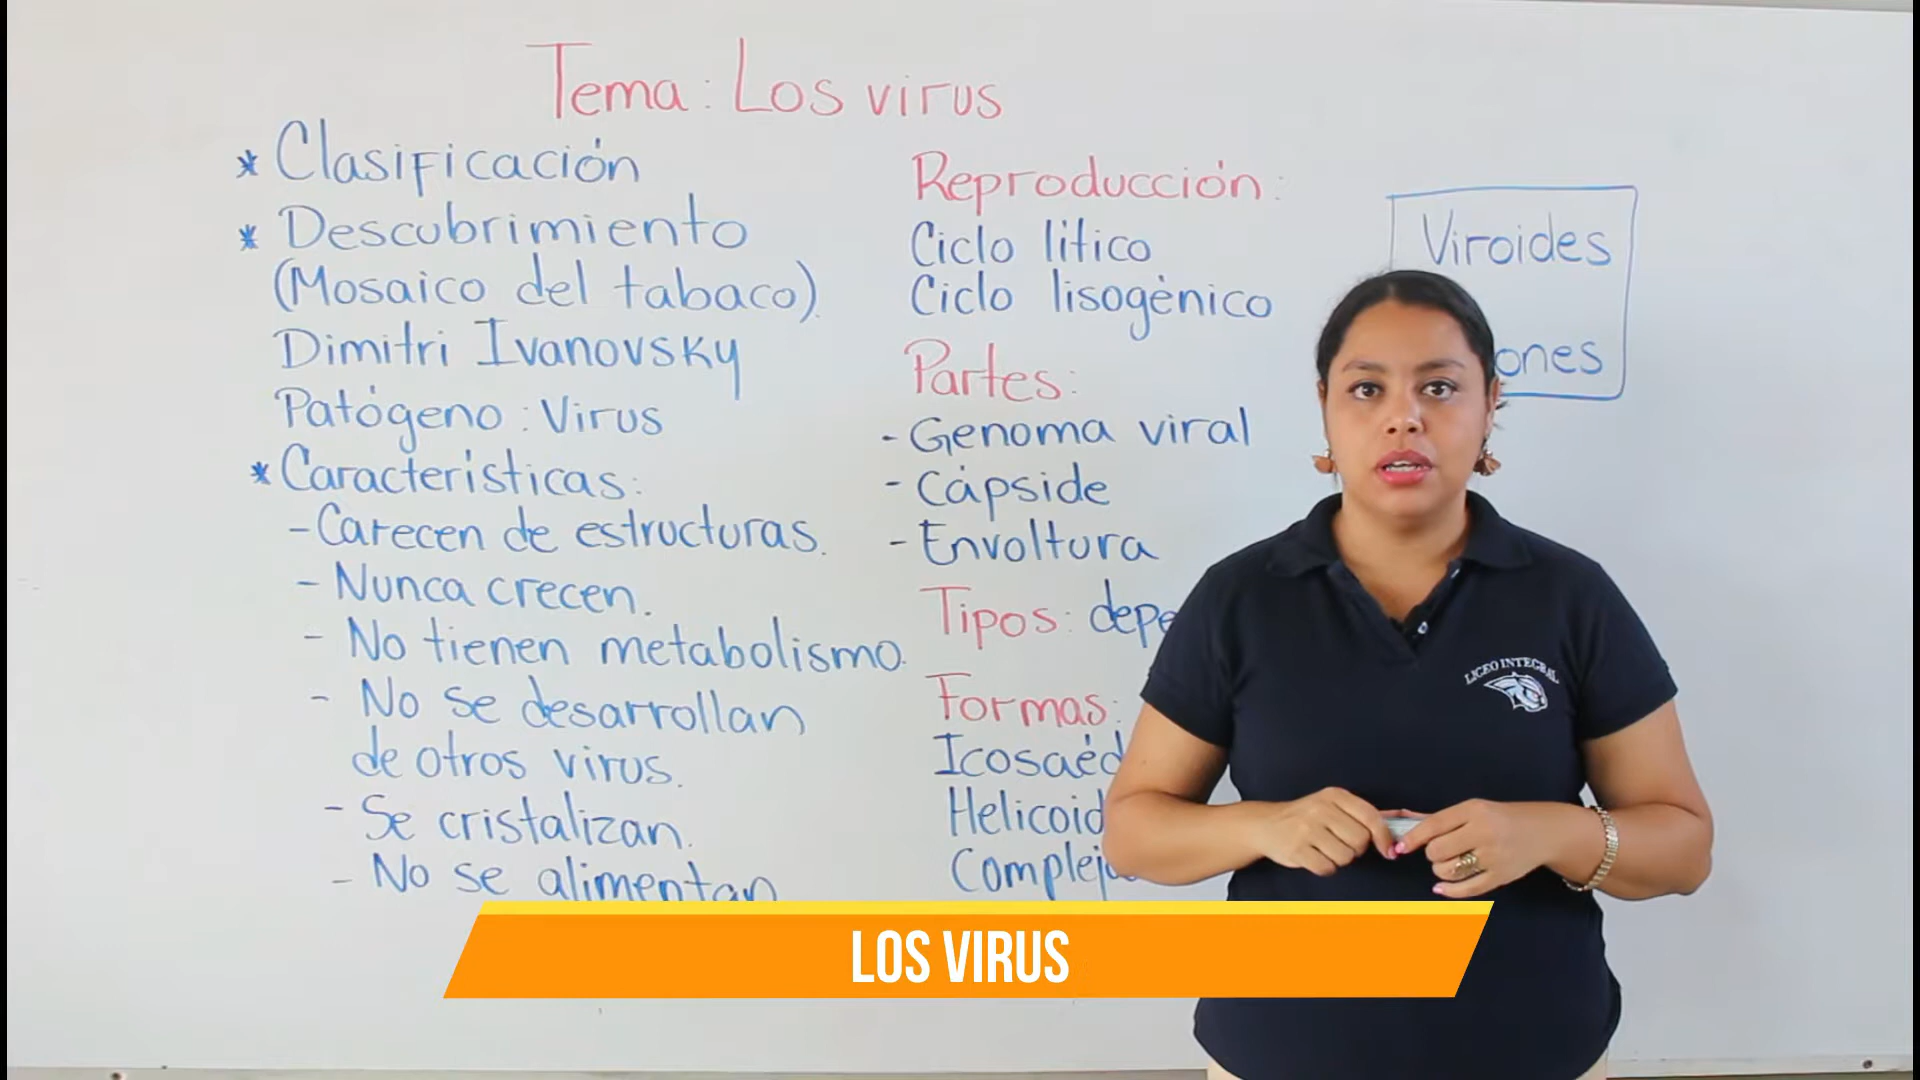 Tema: Los virus
* Clasificación
* Descubrimiento
(Mosaico del tabaco).
Dimitri Ivanovsky
Patógeno: Virus
* Características:
- Carecen de estructuras.
- Nunca crecen.
- No tienen metabolismo.
- No se desarrollan
de otros virus.
- Se cristalizan.
- No se alimentan
Reproducción:
Ciclo lítico
Ciclo lisogénico
Partes:
- Genoma viral
- Cápside
- Envoltura
Tipos:
Formas:
Viroides
LICEO INTEGRAL
LOS VIRUS